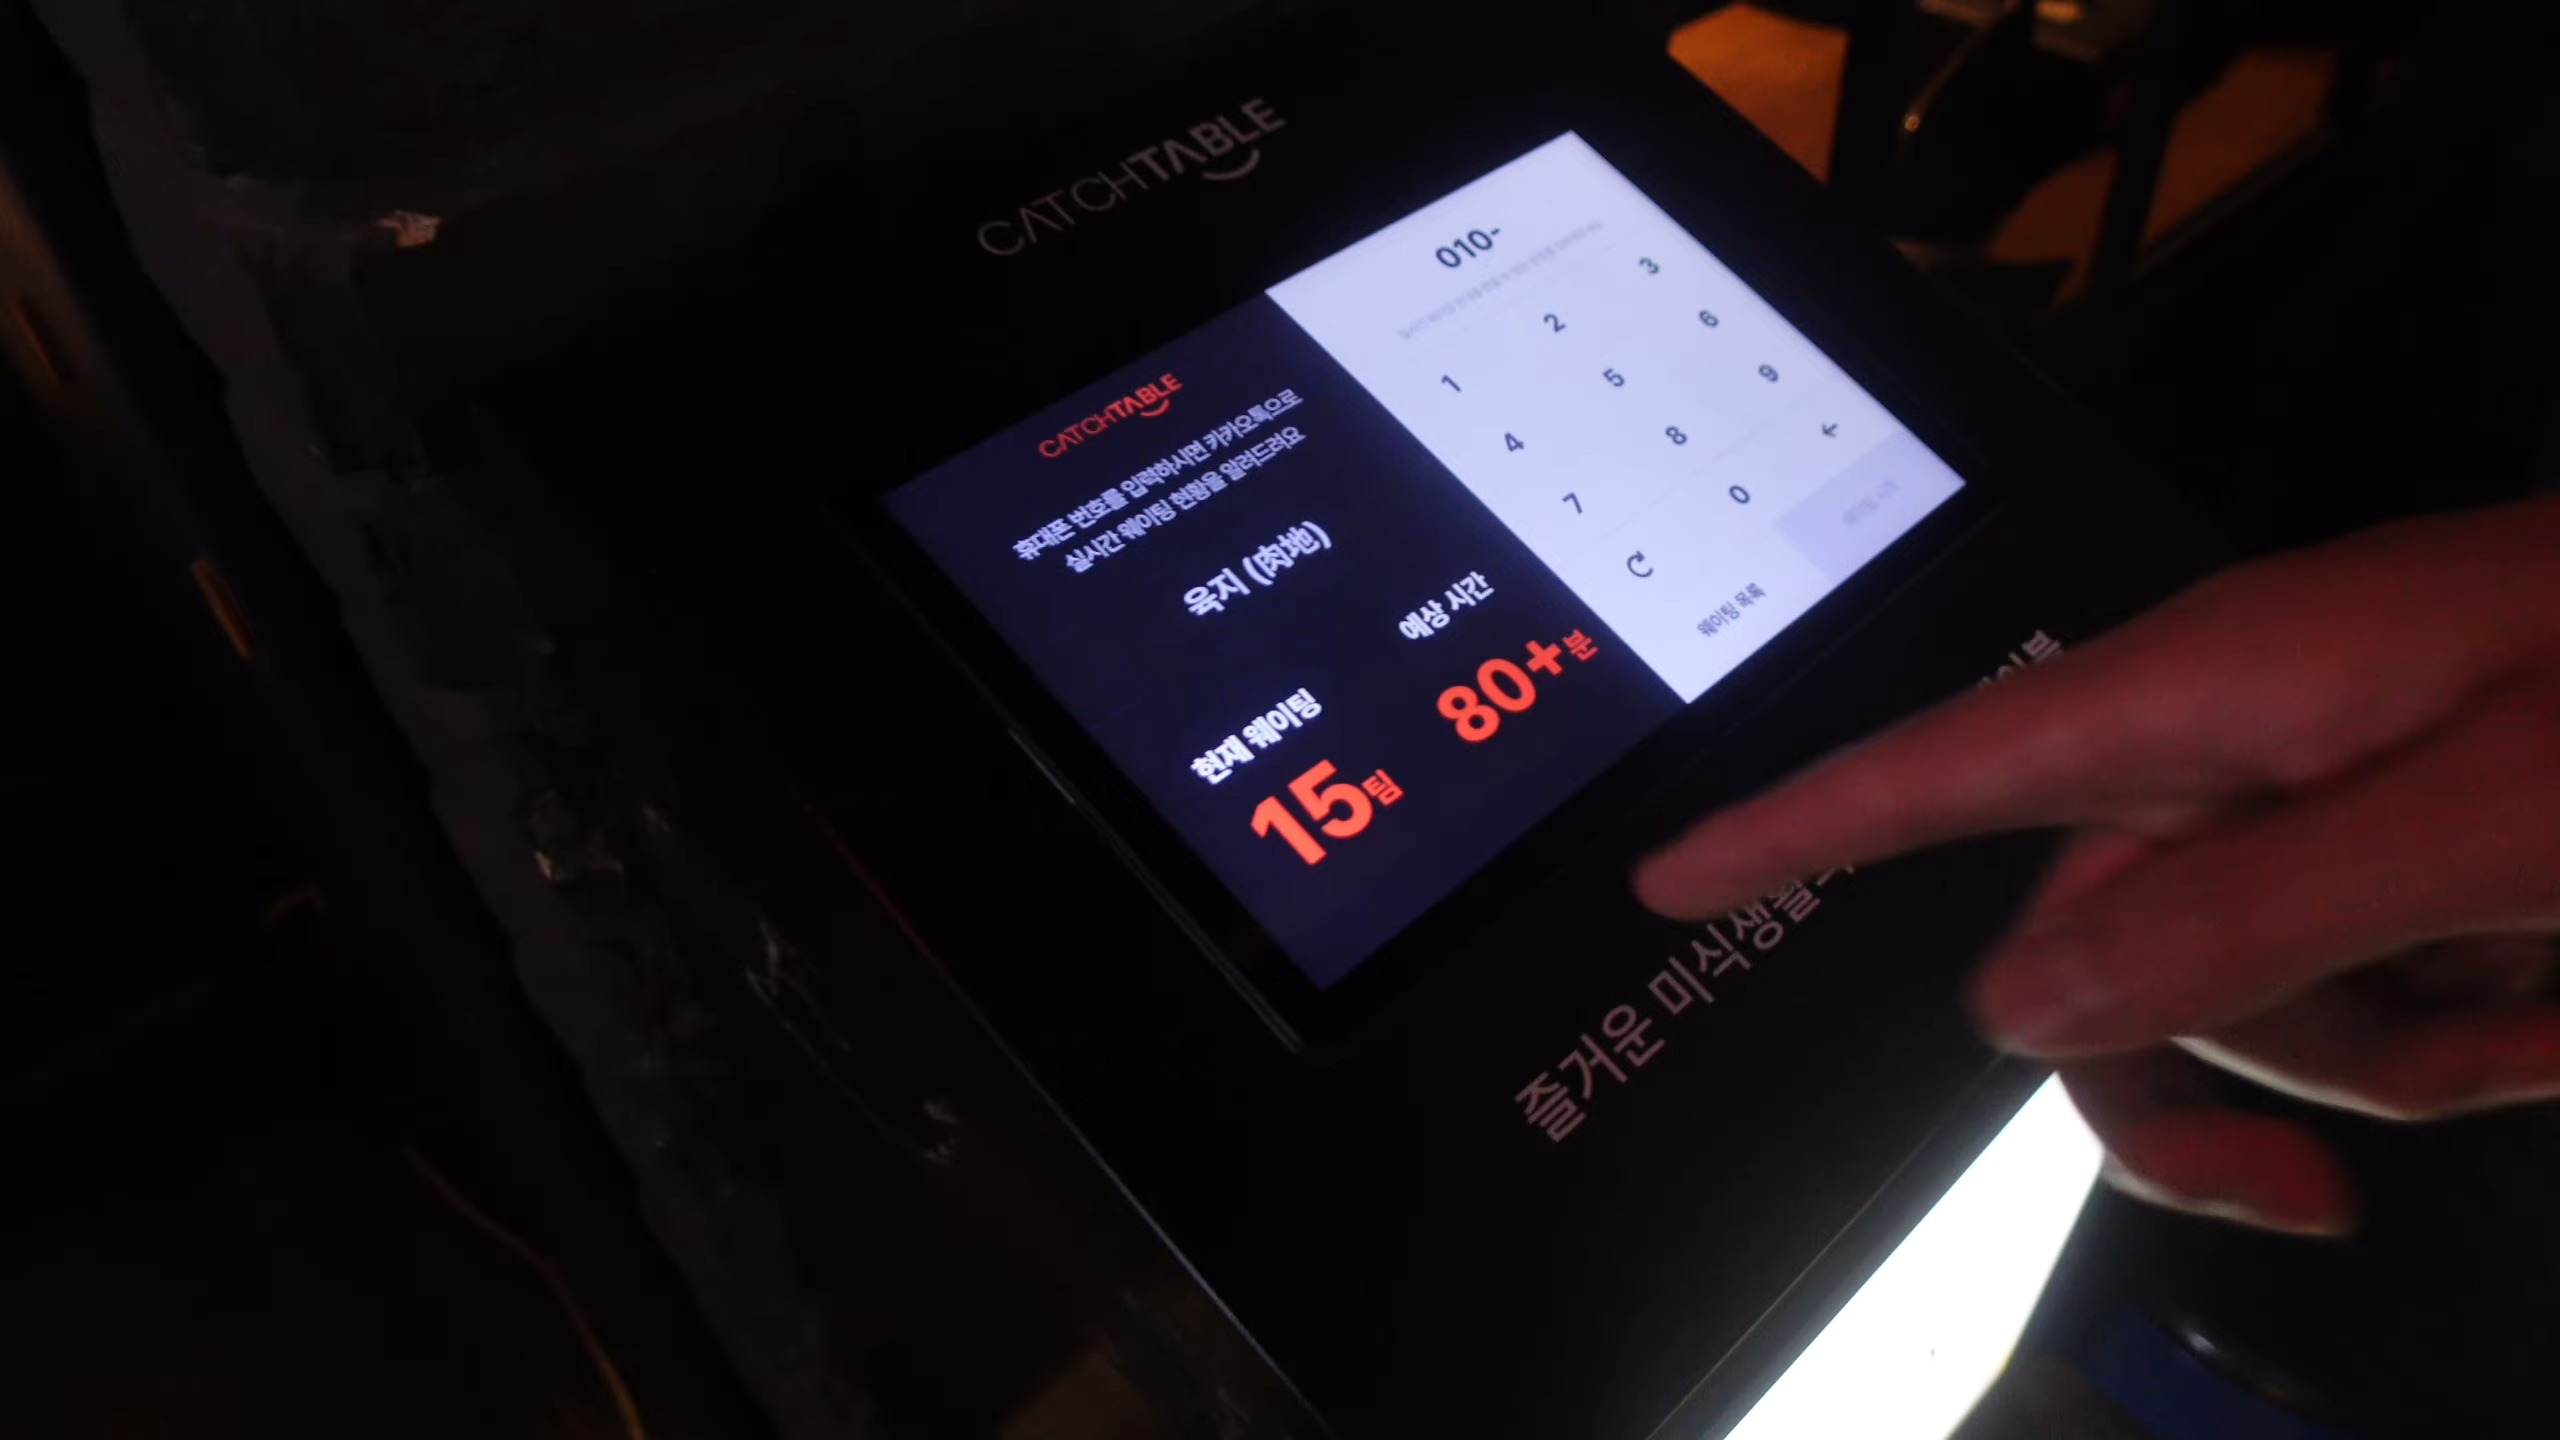 CATCHTABLE
CATCHTABLE
휴대폰 번호를 입력하시면 카카오톡으로
실시간 웨이팅 현황을 알려드려요
육지 (肉地)
현재 웨이팅
15팀
예상 시간
80+분
010-
1 2 3
4 5 6
7 8 9
0
웨이팅 목록
즐거운 미식생활